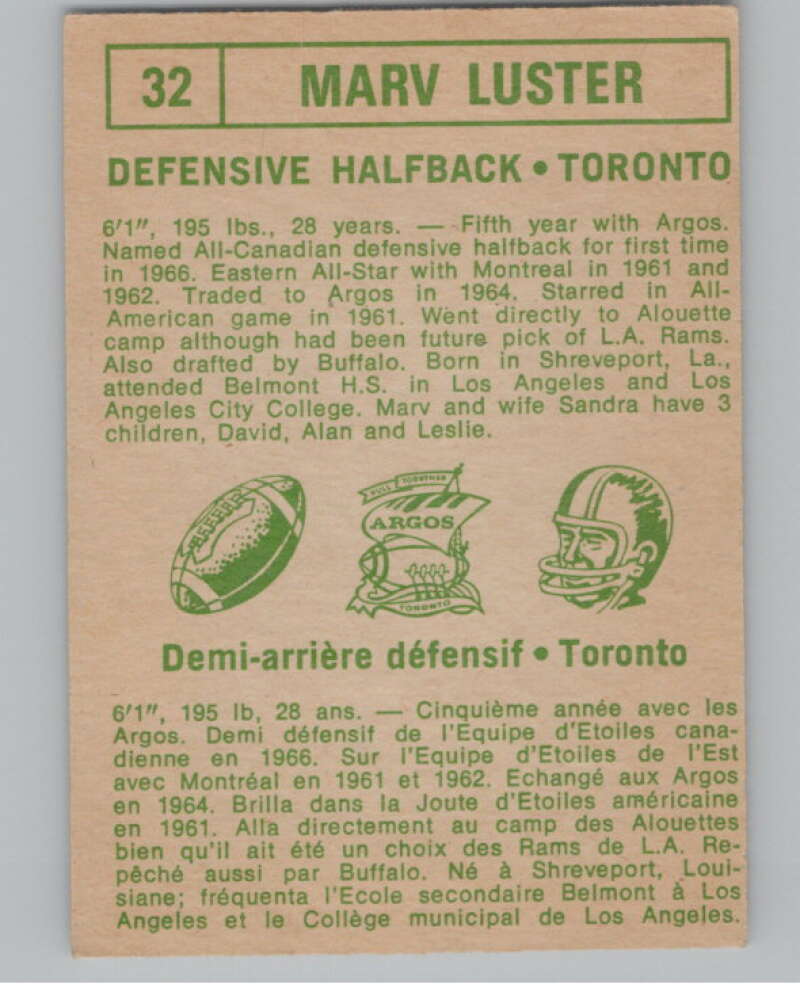 32 MARV LUSTER
DEFENSIVE HALFBACK • TORONTO
6'1", 195 lbs., 28 years. — Fifth year with Argos.
Named All-Canadian defensive halfback for first time
in 1966. Eastern All-Star with Montreal in 1961 and
1962. Traded to Argos in 1964. Starred in All-
American game in 1961. Went directly to Alouette
camp although had been future pick of L.A. Rams.
Also drafted by Buffalo. Born in Shreveport, La.,
attended Belmont H.S. in Los Angeles and Los
Angeles City College. Marv and wife Sandra have 3
children, David, Alan and Leslie.
PULL TOGETHER
ARGOS
TORONTO
Demi-arrière défensif • Toronto
6'1", 195 lb, 28 ans. — Cinquième année avec les
Argos. Demi défensif de l'Equipe d'Etoiles cana-
dienne en 1966. Sur l'Equipe d'Etoiles de l'Est
avec Montréal en 1961 et 1962. Echangé aux Argos
en 1964. Brilla dans la Joute d'Etoiles américaine
en 1961. Alla directement au camp des Alouettes
bien qu'il ait été un choix des Rams de L.A. Re-
pêché aussi par Buffalo. Né à Shreveport, Loui-
siane; fréquenta l'Ecole secondaire Belmont à Los
Angeles et le Collège municipal de Los Angeles.